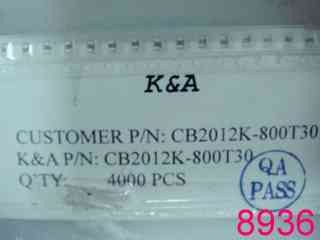 K&A
CUSTOMER P/N: CB2012K-800T30
K&A P/N: CB2012K-800T30
Q'TY: 4000 PCS
QA
PASS
8936